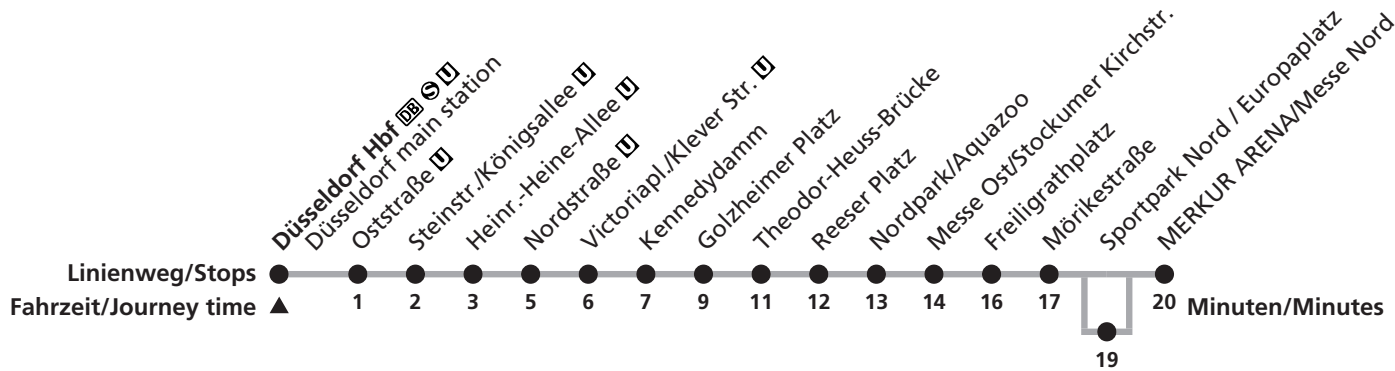 Düsseldorf Hbf DB S U
Düsseldorf main station
Oststraße U
Steinstr./Königsallee U
Heinr.-Heine-Allee U
Nordstraße U
Victoriapl./Klever Str. U
Kennedydamm
Golzheimer Platz
Theodor-Heuss-Brücke
Reeser Platz
Nordpark/Aquazoo
Messe Ost/Stockumer Kirchstr.
Freiligrathplatz
Mörikestraße
Sportpark Nord / Europaplatz
MERKUR ARENA/Messe Nord
Linienweg/Stops
Fahrzeit/Journey time ▲ 1 2 3 5 6 7 9 11 12 13 14 16 17 20 Minuten/Minutes
19